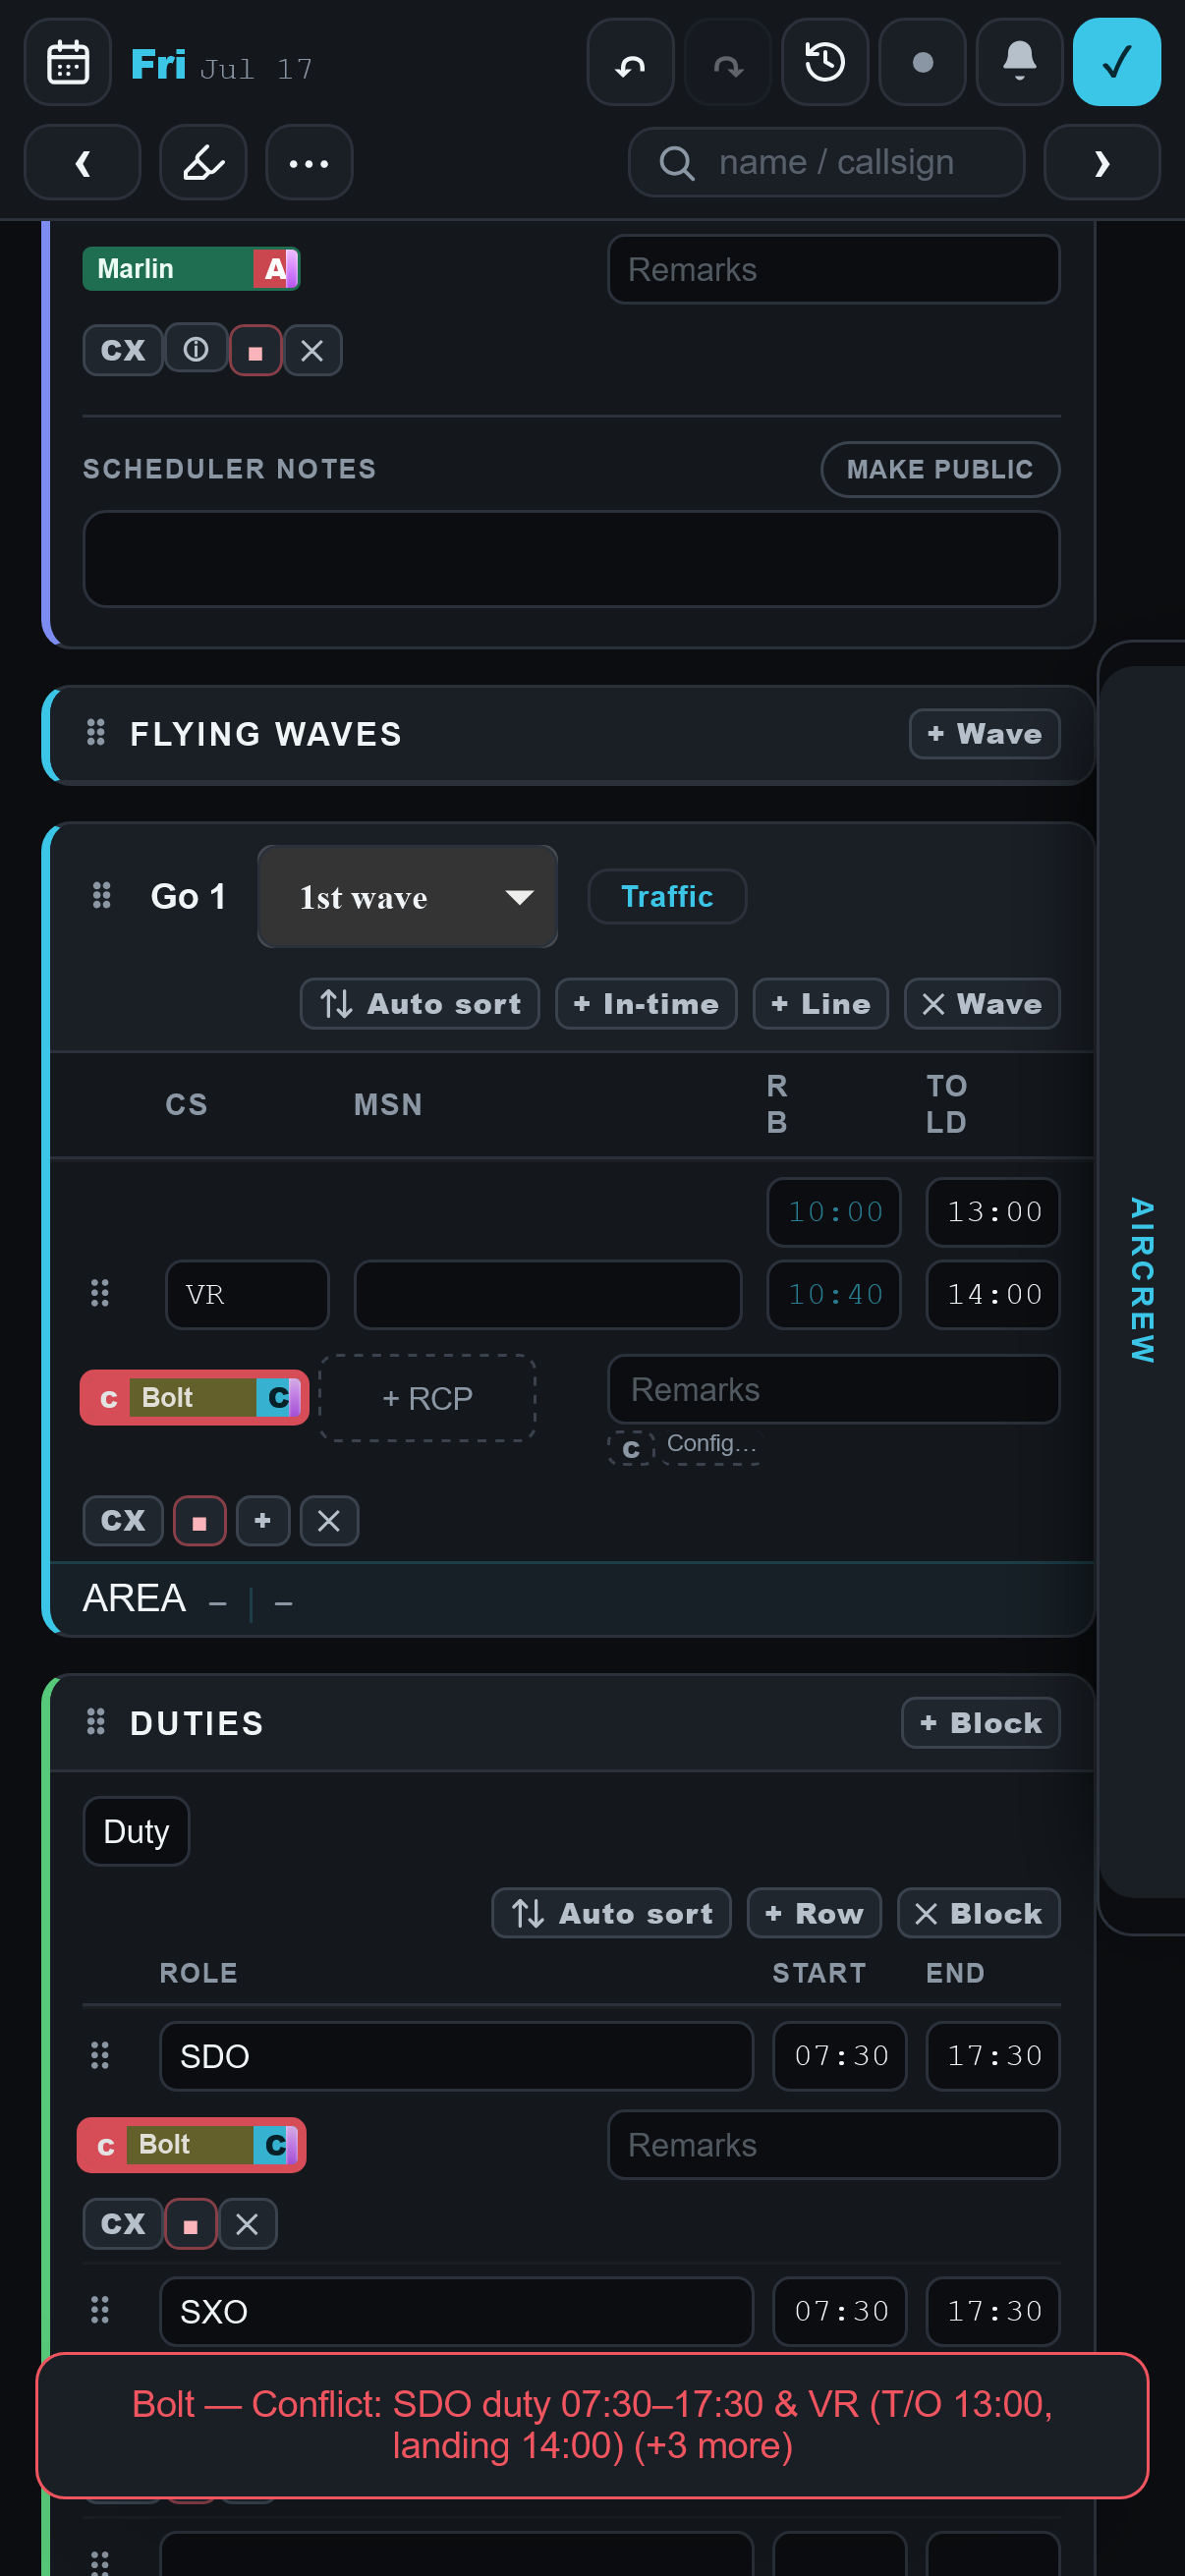 Fri Jul 17
name / callsign
Marlin A
Remarks
CX
SCHEDULER NOTES MAKE PUBLIC
FLYING WAVES + Wave
Go 1 1st wave Traffic
Auto sort + In-time + Line × Wave
CS MSN R TO
B LD
10:00 13:00
VR 10:40 14:00
C Bolt C + RCP Remarks
C Config...
CX + ×
AREA – | –
AIRCREW
DUTIES + Block
Duty
Auto sort + Row × Block
ROLE START END
SDO 07:30 17:30
C Bolt C Remarks
CX ×
SXO 07:30 17:30
Bolt — Conflict: SDO duty 07:30–17:30 & VR (T/O 13:00,
landing 14:00) (+3 more)